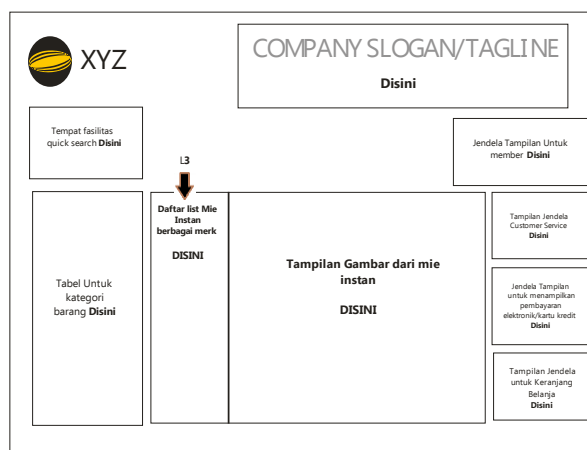 XYZ
COMPANY SLOGAN/TAGLINE
Disini
Tempat fasilitas
quick search Disini
Jendela Tampilan Untuk
member Disini
L3
Tabel Untuk
kategori
barang Disini
Daftar list Mie
Instan
berbagai merk
DISINI
Tampilan Gambar dari mie
instan
DISINI
Tampilan Jendela
Customer Service
Disini
Jendela Tampilan
untuk menampilkan
pembayaran
elektronik/kartu kredit
Disini
Tampilan Jendela
untuk Keranjang
Belanja
Disini